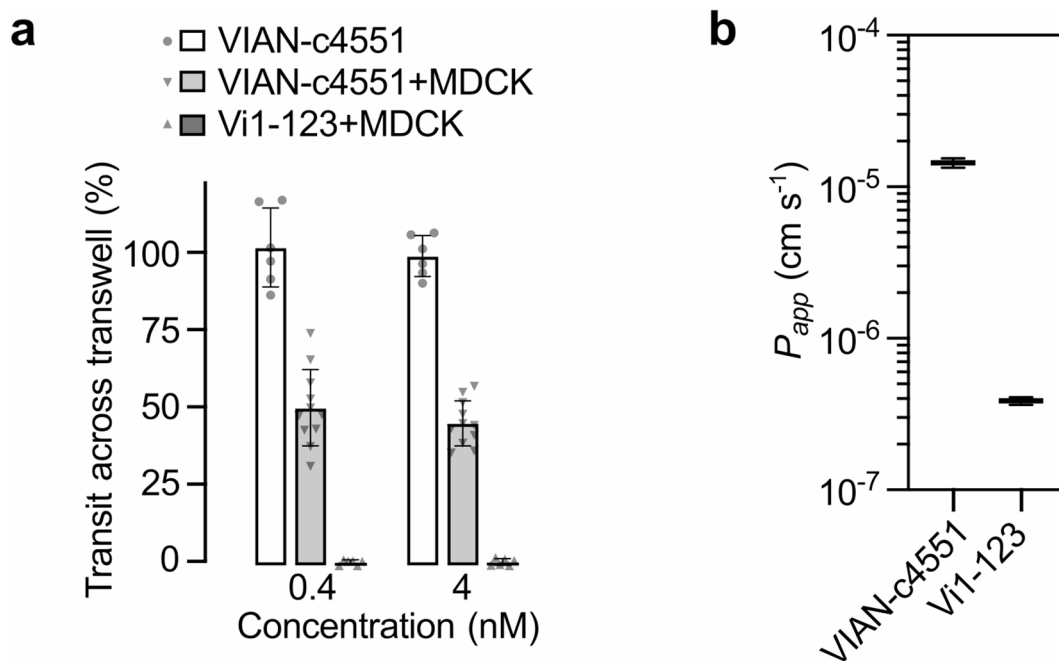 a
VIAN-c4551
VIAN-c4551+MDCK
Vi1-123+MDCK
Transit across transwell (%)
100
75
50
25
0
0.4
4
Concentration (nM)
b
P_app (cm s⁻¹)
10⁻⁴
10⁻⁵
10⁻⁶
10⁻⁷
VIAN-c4551
Vi1-123